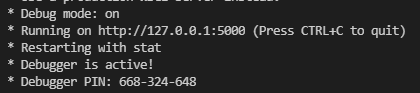 * Debug mode: on
* Running on http://127.0.0.1:5000 (Press CTRL+C to quit)
* Restarting with stat
* Debugger is active!
* Debugger PIN: 668-324-648